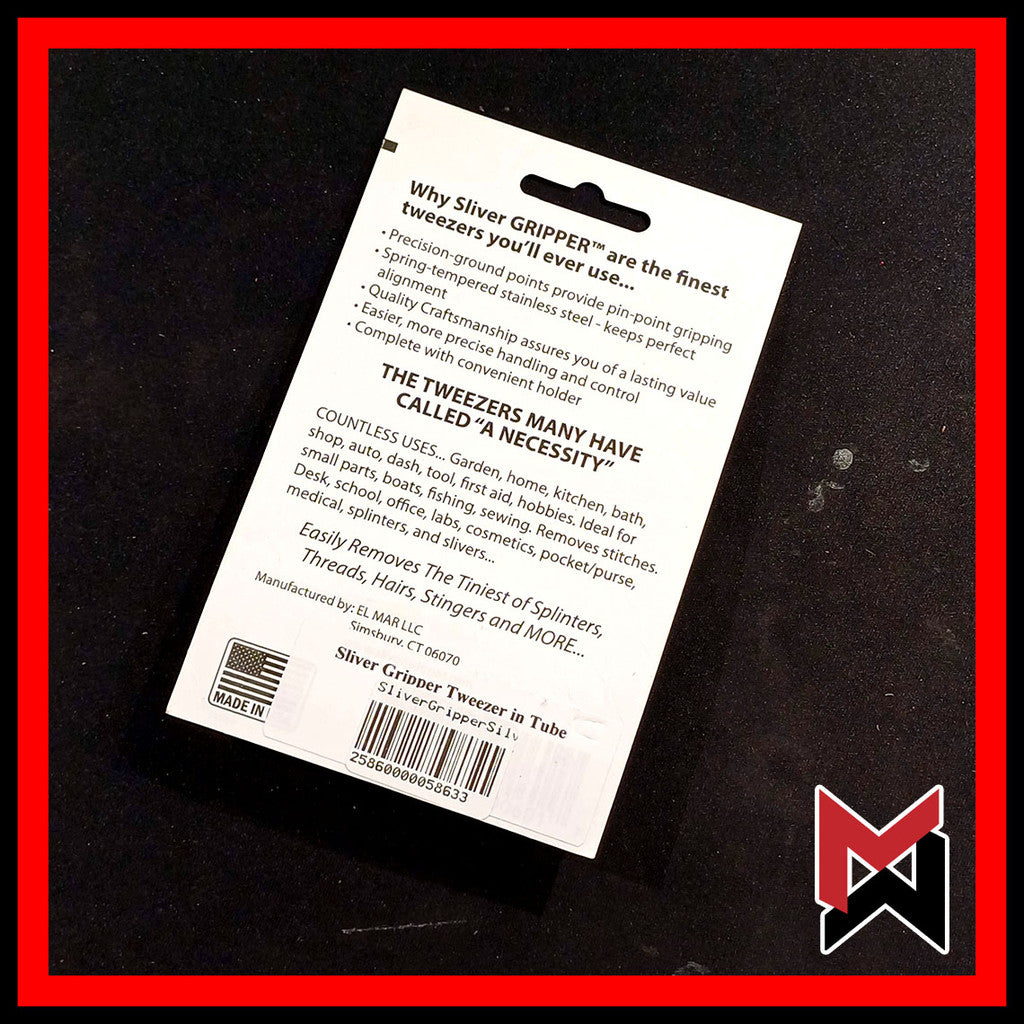 Why Sliver GRIPPER™ are the finest
tweezers you'll ever use...
• Precision-ground points provide pin-point gripping
• Spring-tempered stainless steel - keeps perfect
alignment
• Quality Craftsmanship assures you of a lasting value
• Easier, more precise handling and control
• Complete with convenient holder
THE TWEEZERS MANY HAVE
CALLED "A NECESSITY"
COUNTLESS USES... Garden, home, kitchen, bath,
shop, auto, dash, tool, first aid, hobbies. Ideal for
small parts, boats, fishing, sewing. Removes stitches.
Desk, school, office, labs, cosmetics, pocket/purse,
medical, splinters, and slivers...
Easily Removes The Tiniest of Splinters,
Threads, Hairs, Stingers and MORE...
Manufactured by: EL MAR LLC
Simsbury, CT 06070
MADE IN
Sliver Gripper Tweezer in Tube
SliverGripperSilv
25860000058633